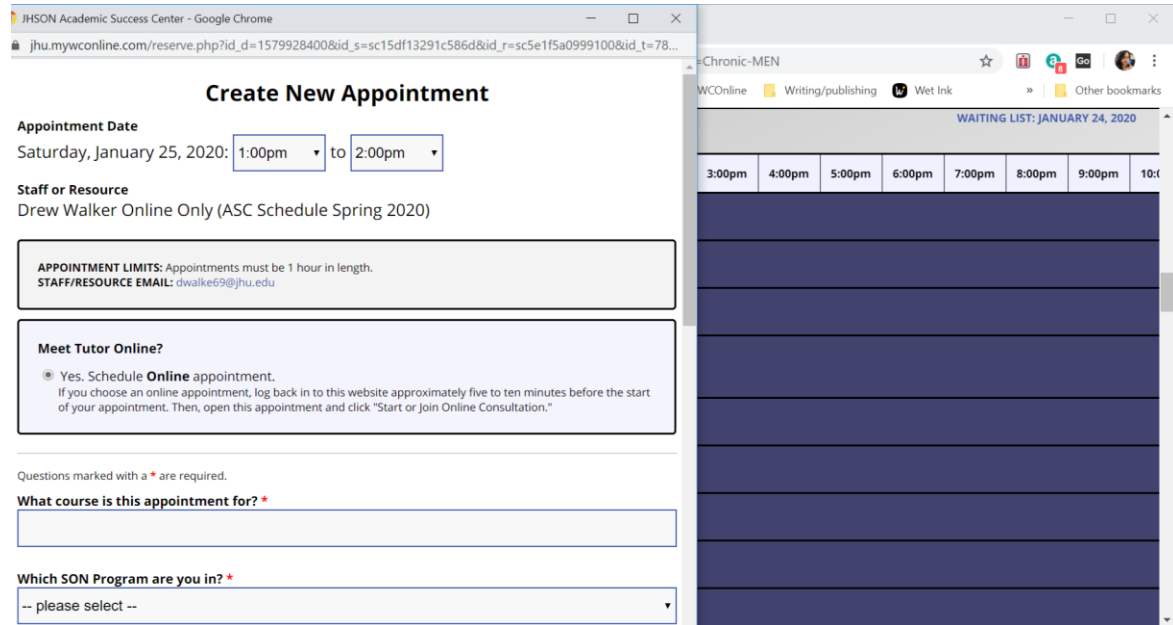 JHSON Academic Success Center - Google Chrome
jhu.mywconline.com/reserve.php?id_d=1579928400&id_s=sc15df13291c586d&id_r=sc5e1f5a0999100&id_t=78...
Create New Appointment
Appointment Date
Saturday, January 25, 2020: 1:00pm to 2:00pm
Staff or Resource
Drew Walker Online Only (ASC Schedule Spring 2020)
APPOINTMENT LIMITS: Appointments must be 1 hour in length.
STAFF/RESOURCE EMAIL: dwalke69@jhu.edu
Meet Tutor Online?
Yes. Schedule Online appointment.
If you choose an online appointment, log back in to this website approximately five to ten minutes before the start
of your appointment. Then, open this appointment and click "Start or Join Online Consultation."
Questions marked with a * are required.
What course is this appointment for? *
Which SON Program are you in? *
-- please select --
=Chronic-MEN
8
Go
WCOnline Writing/publishing W Wet Ink » Other bookmarks
WAITING LIST: JANUARY 24, 2020
3:00pm 4:00pm 5:00pm 6:00pm 7:00pm 8:00pm 9:00pm 10:0